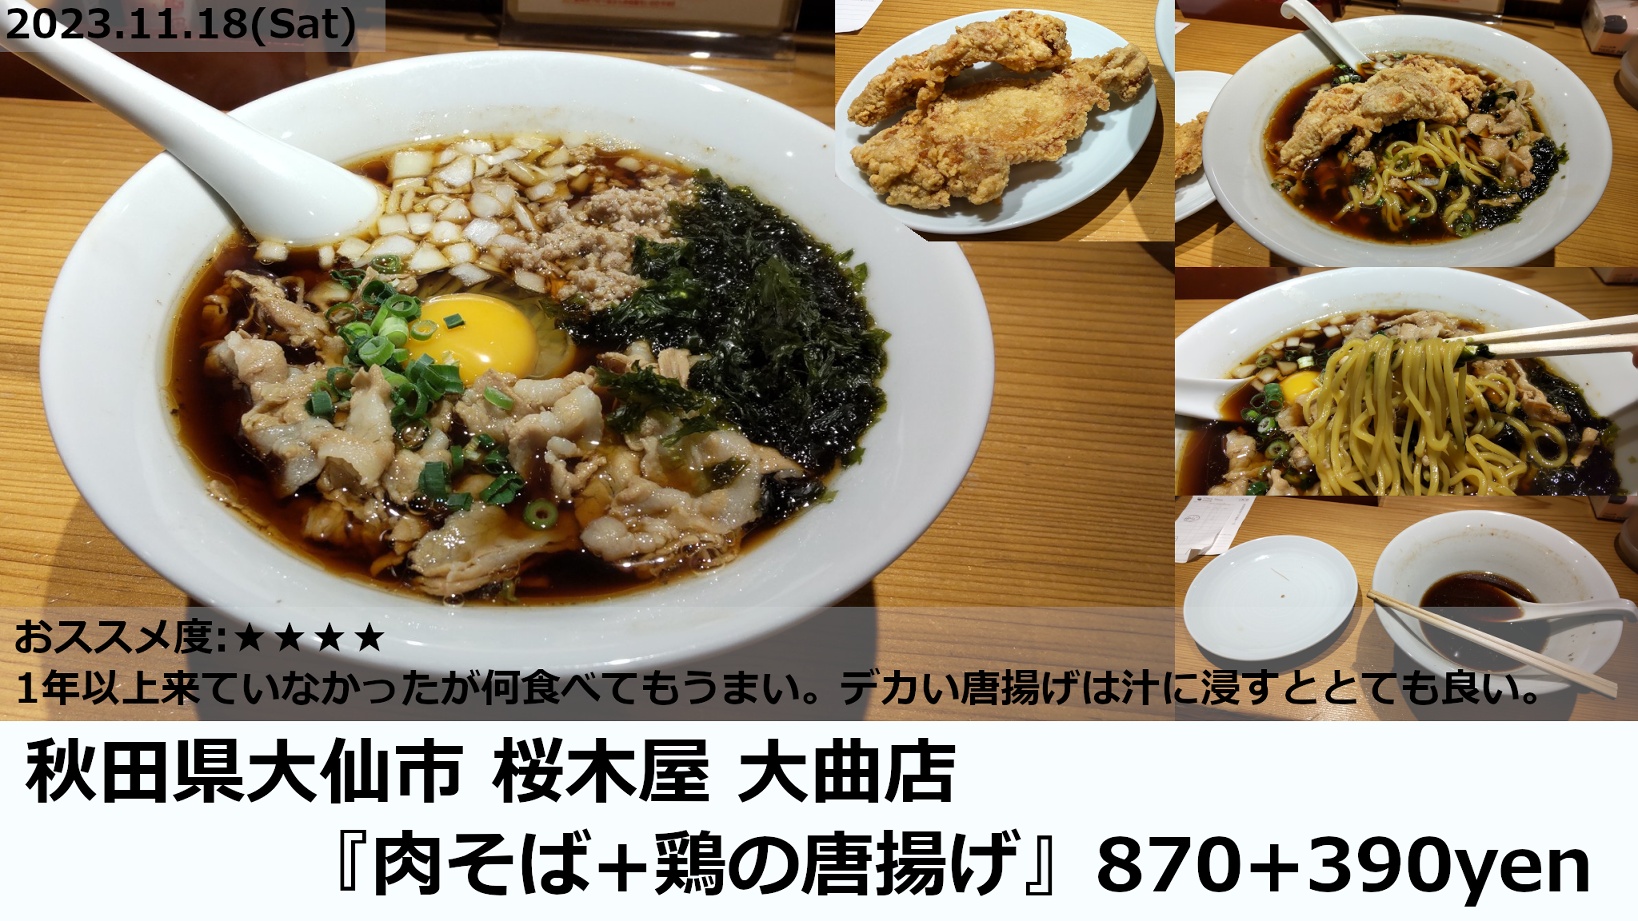 2023.11.18(Sat)
おススメ度:★★★★
1年以上来ていなかったが何食べてもうまい。デカい唐揚げは汁に浸すととても良い。
秋田県大仙市 桜木屋 大曲店
『肉そば+鶏の唐揚げ』870+390yen